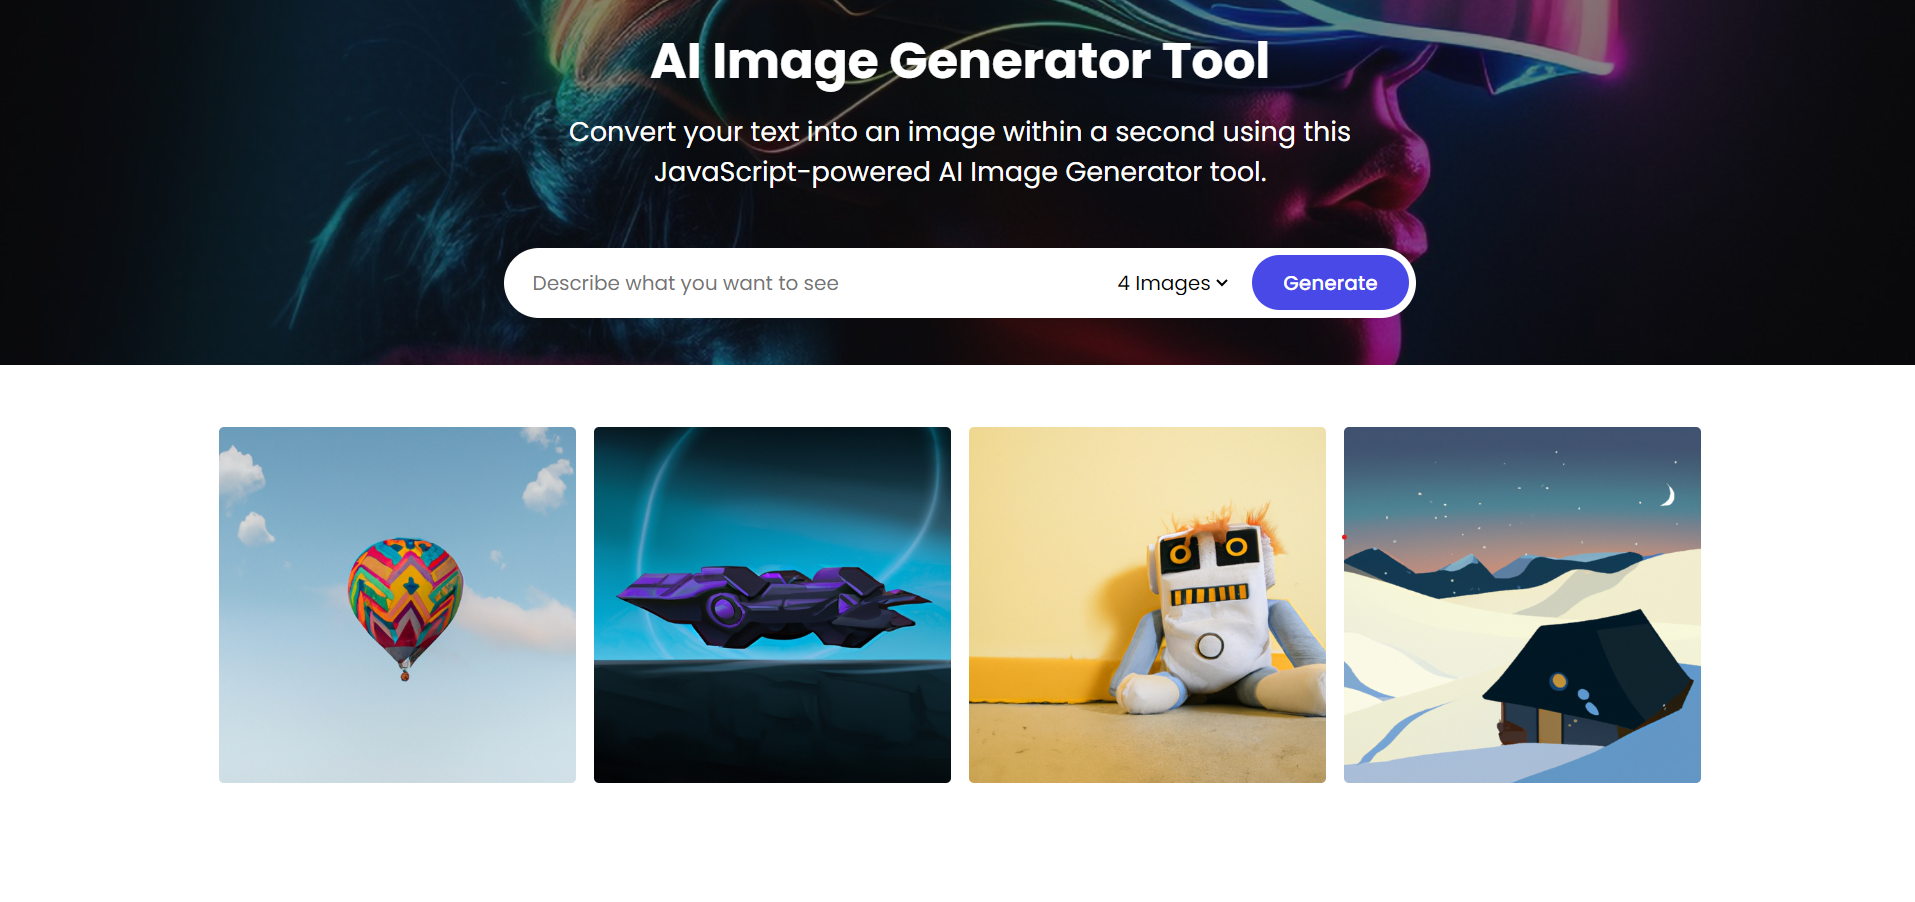 AI Image Generator Tool
Convert your text into an image within a second using this
JavaScript-powered AI Image Generator tool.
Describe what you want to see
4 Images
Generate